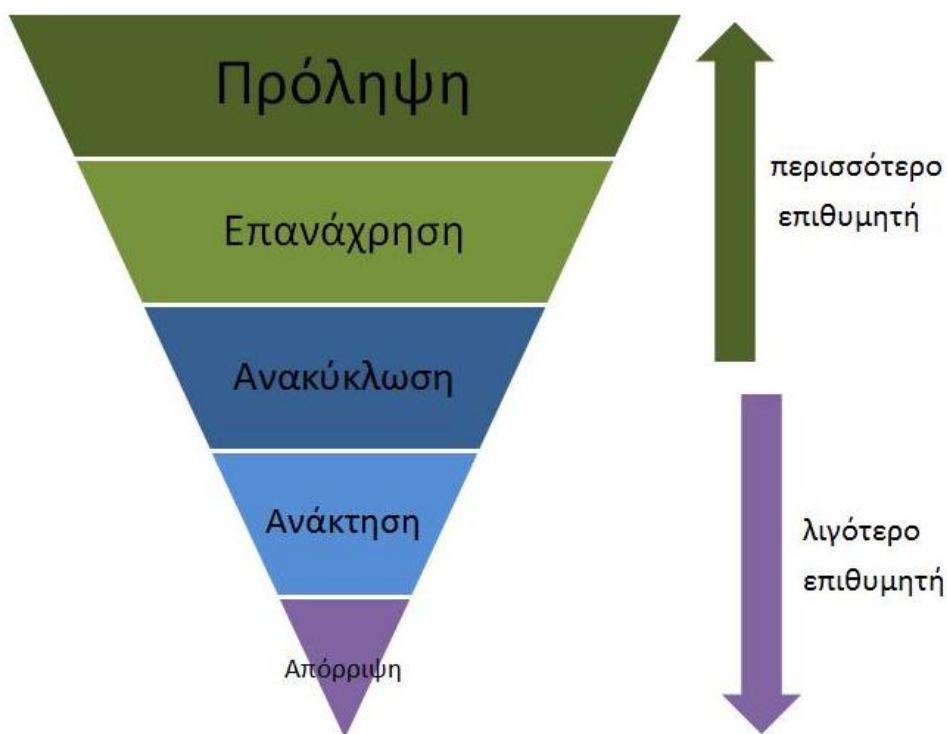 Πρόληψη
Επανάχρηση
Ανακύκλωση
Ανάκτηση
Απόρριψη
περισσότερο
επιθυμητή
λιγότερο
επιθυμητή